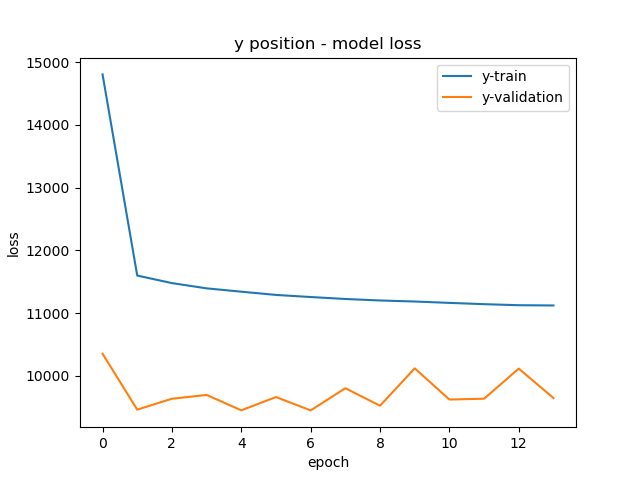 y position - model loss
y-train
y-validation
15000
14000
13000
12000
11000
10000
loss
0 2 4 6 8 10 12
epoch